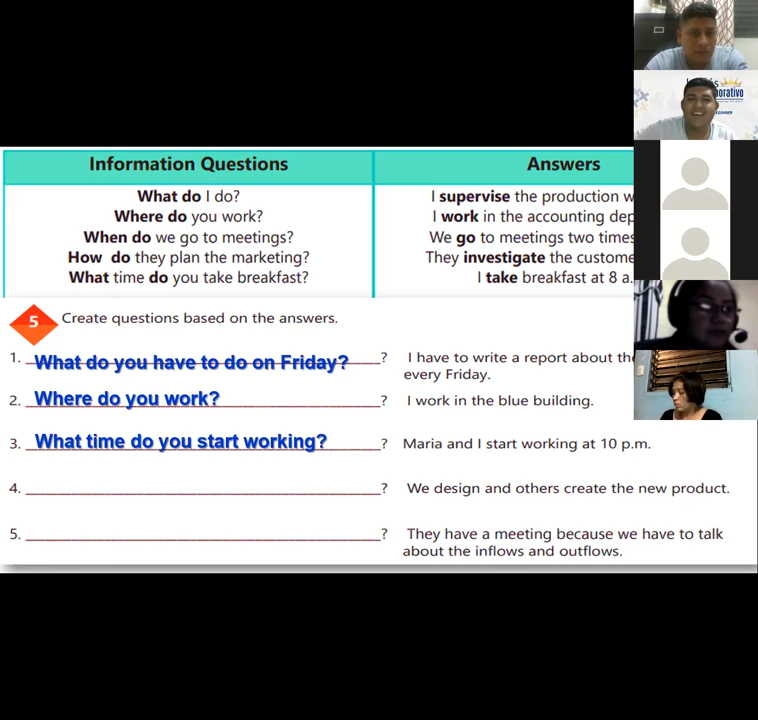 Information Questions
Answers
What do I do?
I supervise the production w
Where do you work?
I work in the accounting dep
When do we go to meetings?
We go to meetings two times
How do they plan the marketing?
They investigate the custome
What time do you take breakfast?
I take breakfast at 8 a.
5 Create questions based on the answers.
1. What do you have to do on Friday? ? I have to write a report about the
every Friday.
2. Where do you work? ? I work in the blue building.
3. What time do you start working? ? Maria and I start working at 10 p.m.
4. ? We design and others create the new product.
5. ? They have a meeting because we have to talk
about the inflows and outflows.